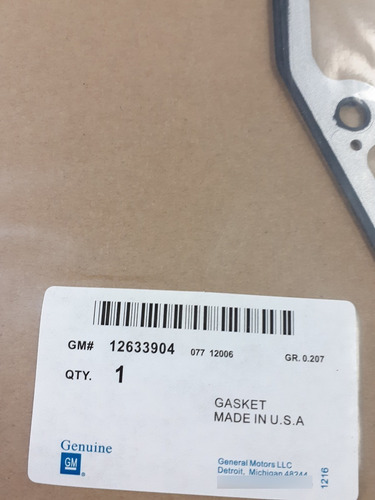 GM# 12633904 077 12006 GR. 0.207
QTY. 1
GASKET
MADE IN U.S.A
Genuine
GM ®
General Motors LLC
Detroit, Michigan 48244
1216